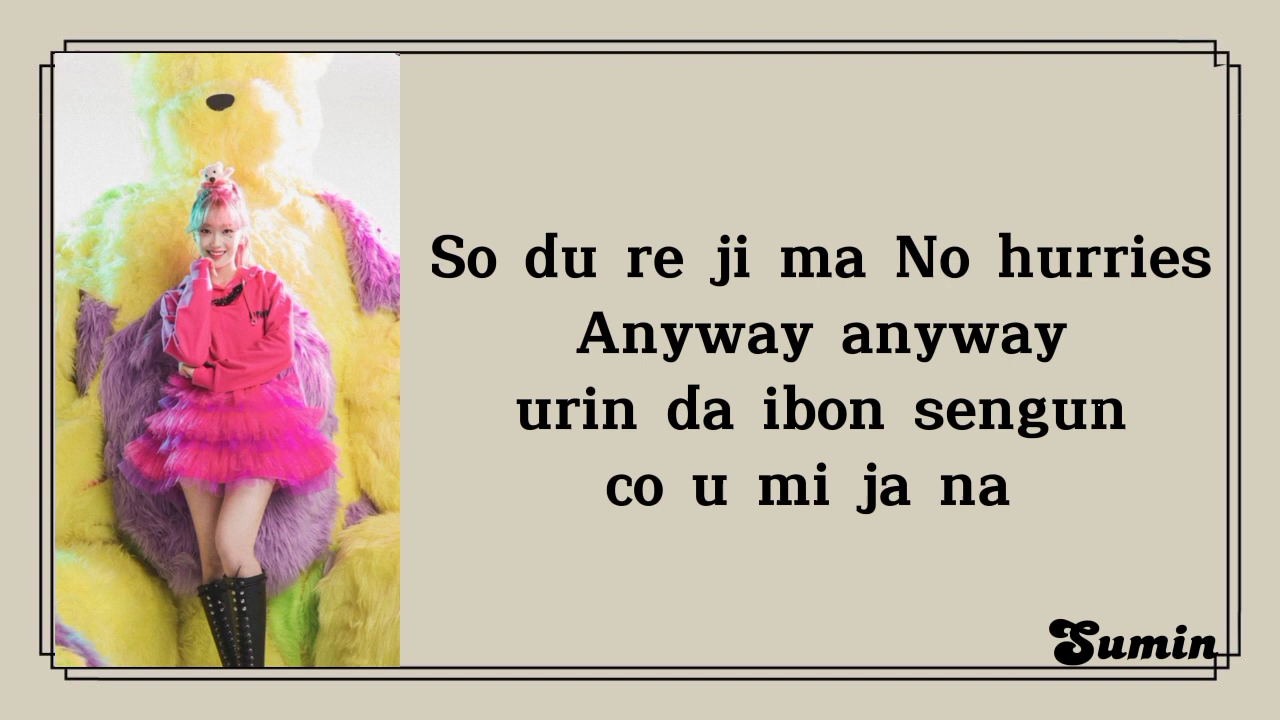 So du re ji ma No hurries
Anyway anyway
urin da ibon sengun
co u mi ja na
Sumin